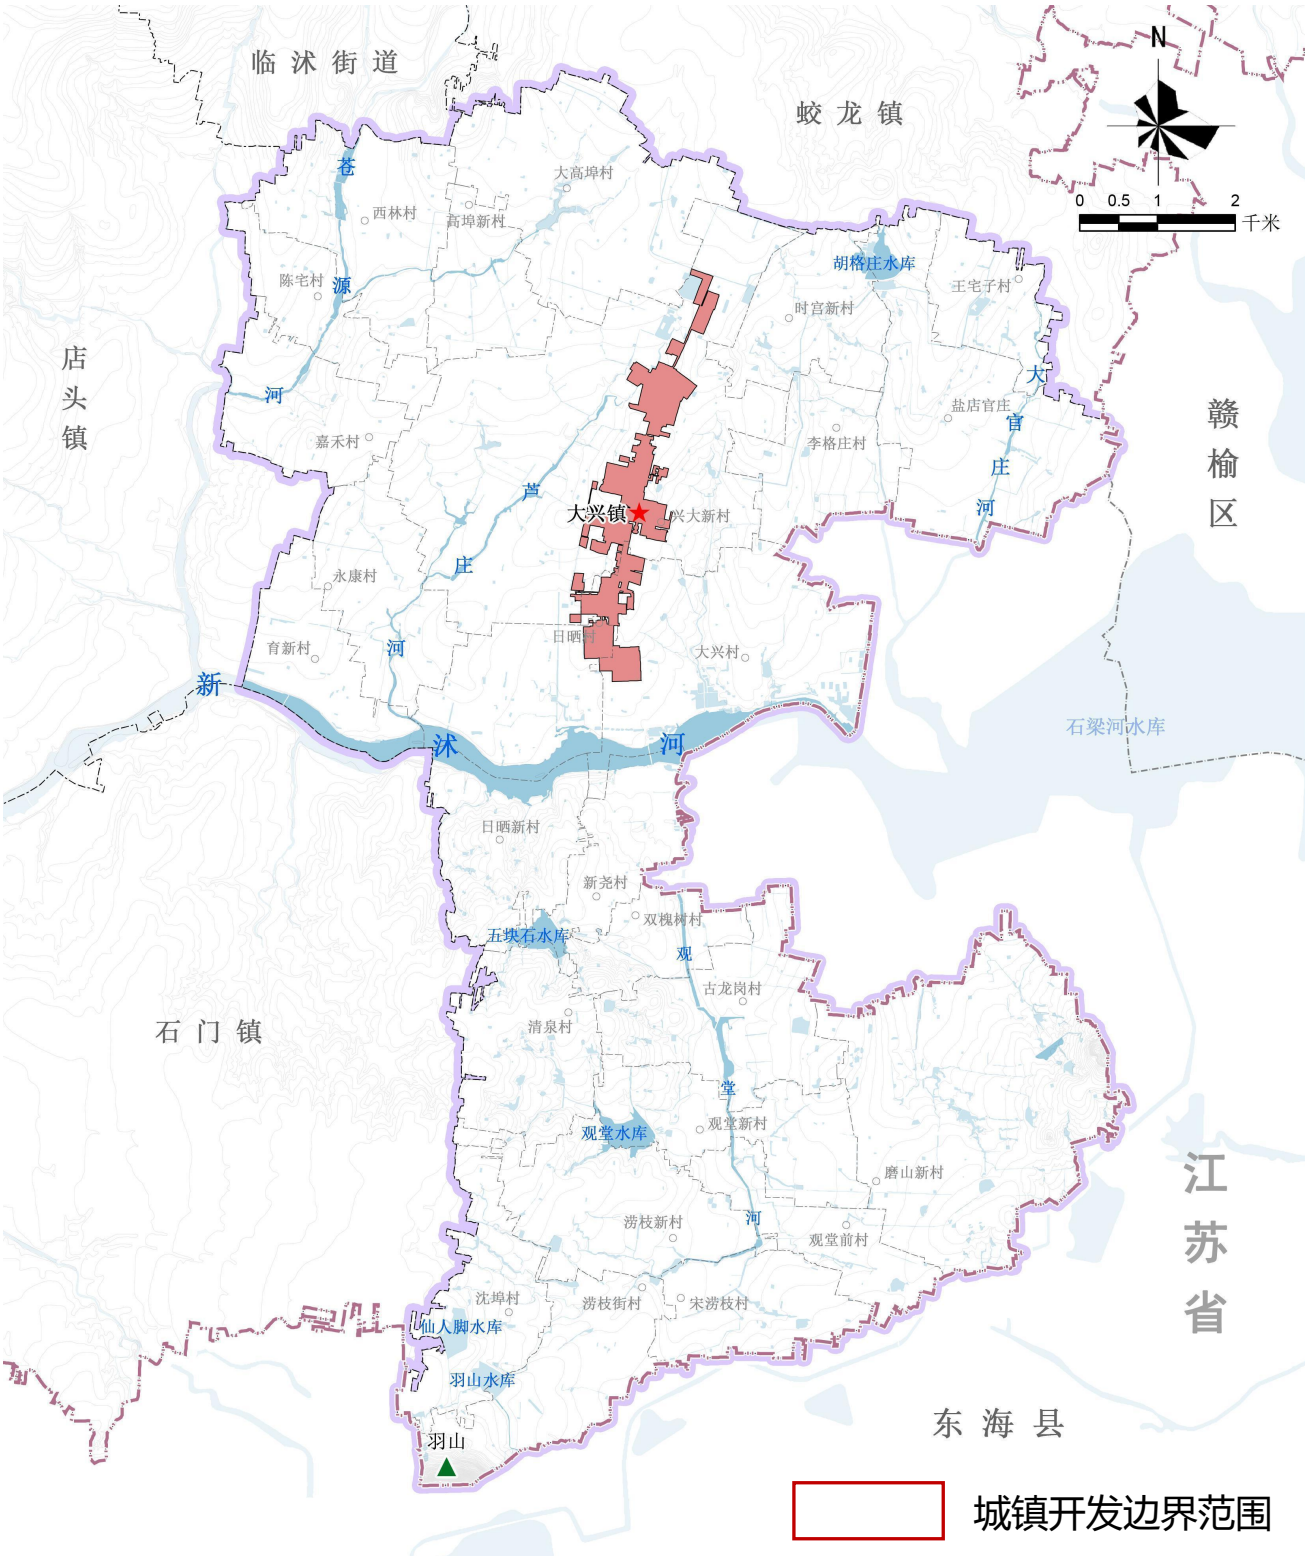 临沭街道
蛟龙镇
N
0 0.5 1 2 千米
苍源河
大高埠村
西林村
高埠新村
陈宅村
胡格庄水库
王宅子村
时宫新村
店头镇
大官庄河
盐店官庄
赣榆区
嘉禾村
李格庄村
芦庄河
大兴镇
兴大新村
永康村
日晒村
育新村
大兴村
新沭河
石梁河水库
日晒新村
新尧村
双槐树村
五块石水库
观堂河
古龙岗村
清泉村
石门镇
观堂水库
观堂新村
磨山新村
江苏省
涝枝新村
观堂前村
沈埠村
涝枝街村
宋涝枝村
仙人脚水库
羽山水库
羽山
东海县
城镇开发边界范围